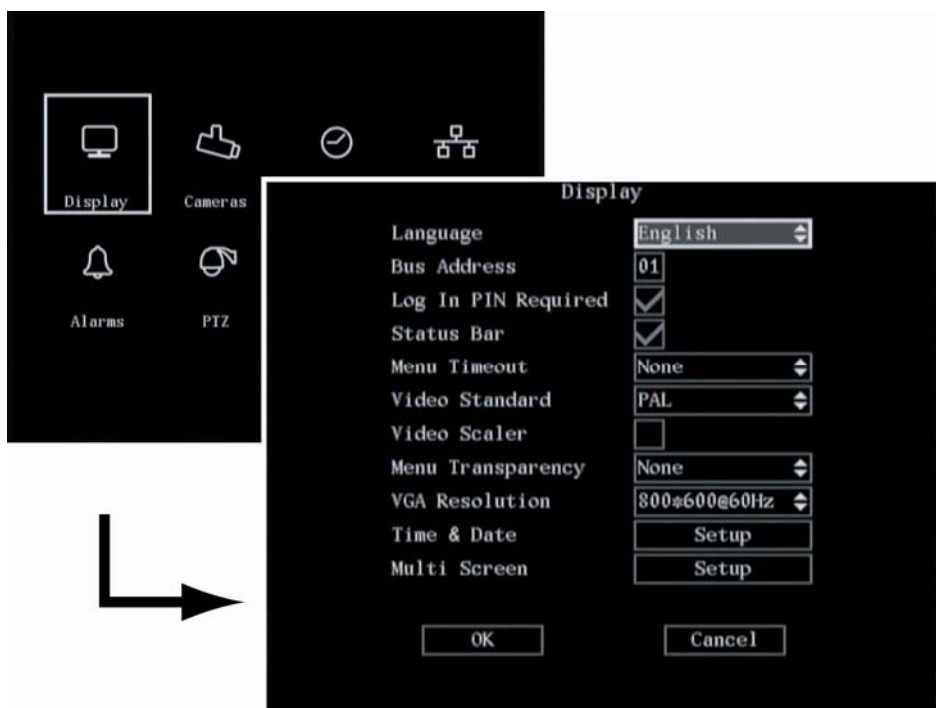 Display Cameras
Alarms PTZ
Display
Language English
Bus Address 01
Log In PIN Required
Status Bar
Menu Timeout None
Video Standard PAL
Video Scaler
Menu Transparency None
VGA Resolution 800*600@60Hz
Time & Date Setup
Multi Screen Setup
OK Cancel